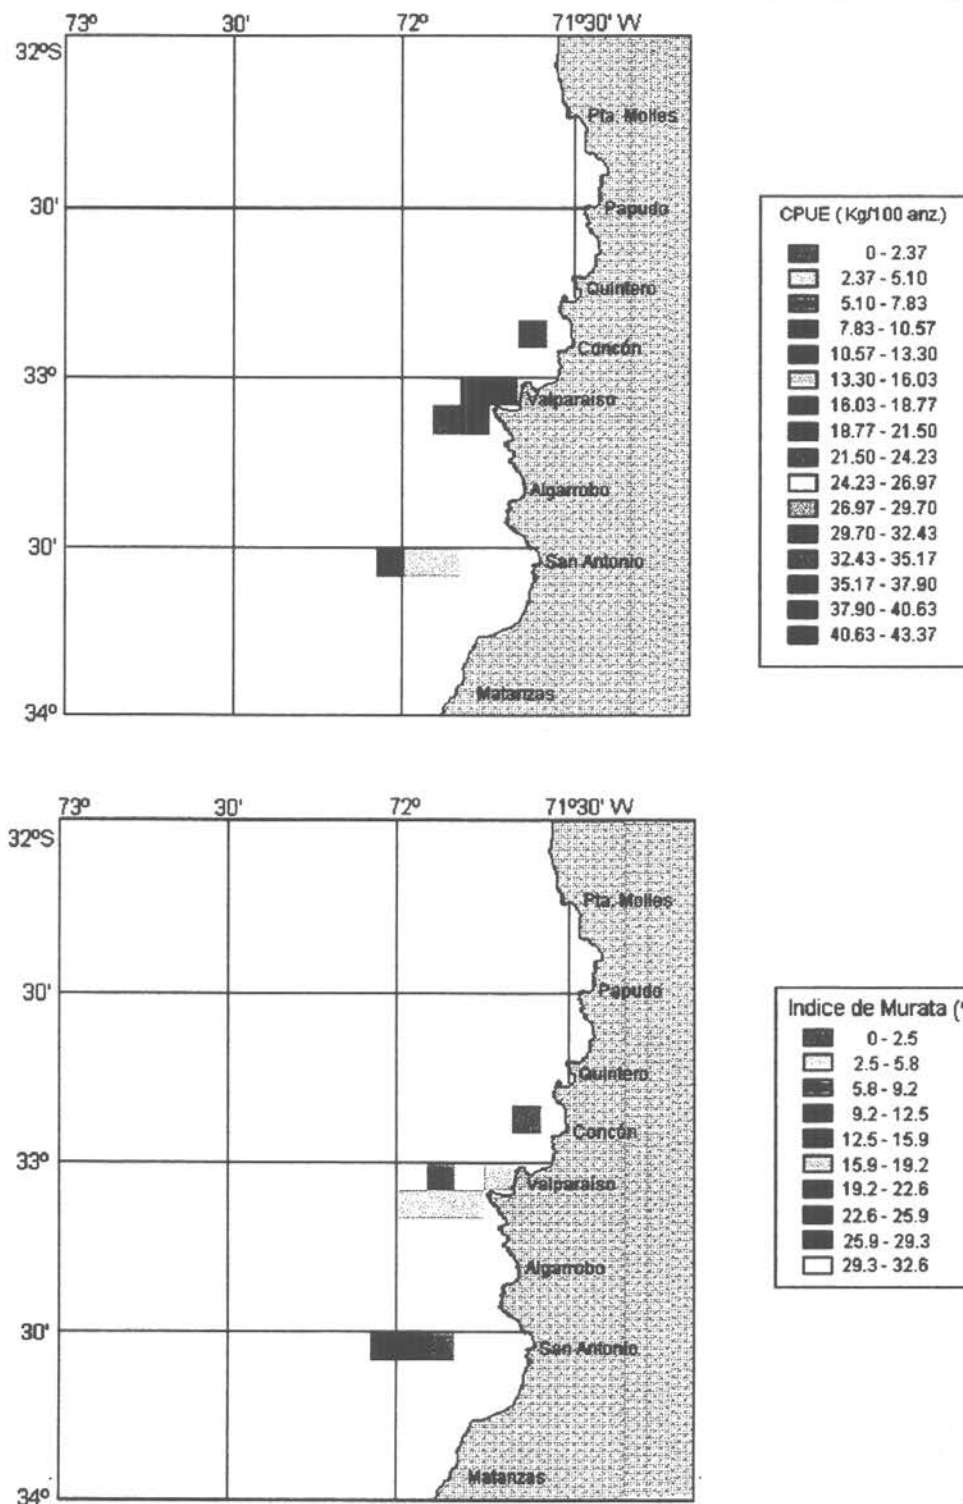 73º 30' 72º 71º30' W
32ºS
Pta. Molles
30'
Papudo
Quintero
Concón
33º
Valparaíso
Algarrobo
30'
San Antonio
Matanzas
34º
CPUE ( Kg/100 anz.)
0 - 2.37
2.37 - 5.10
5.10 - 7.83
7.83 - 10.57
10.57 - 13.30
13.30 - 16.03
16.03 - 18.77
18.77 - 21.50
21.50 - 24.23
24.23 - 26.97
26.97 - 29.70
29.70 - 32.43
32.43 - 35.17
35.17 - 37.90
37.90 - 40.63
40.63 - 43.37
73º 30' 72º 71º30' W
32ºS
Pta. Molles
30'
Papudo
Quintero
Concón
33º
Valparaíso
Algarrobo
30'
San Antonio
Matanzas
34º
Indice de Murata (
0 - 2.5
2.5 - 5.8
5.8 - 9.2
9.2 - 12.5
12.5 - 15.9
15.9 - 19.2
19.2 - 22.6
22.6 - 25.9
25.9 - 29.3
29.3 - 32.6